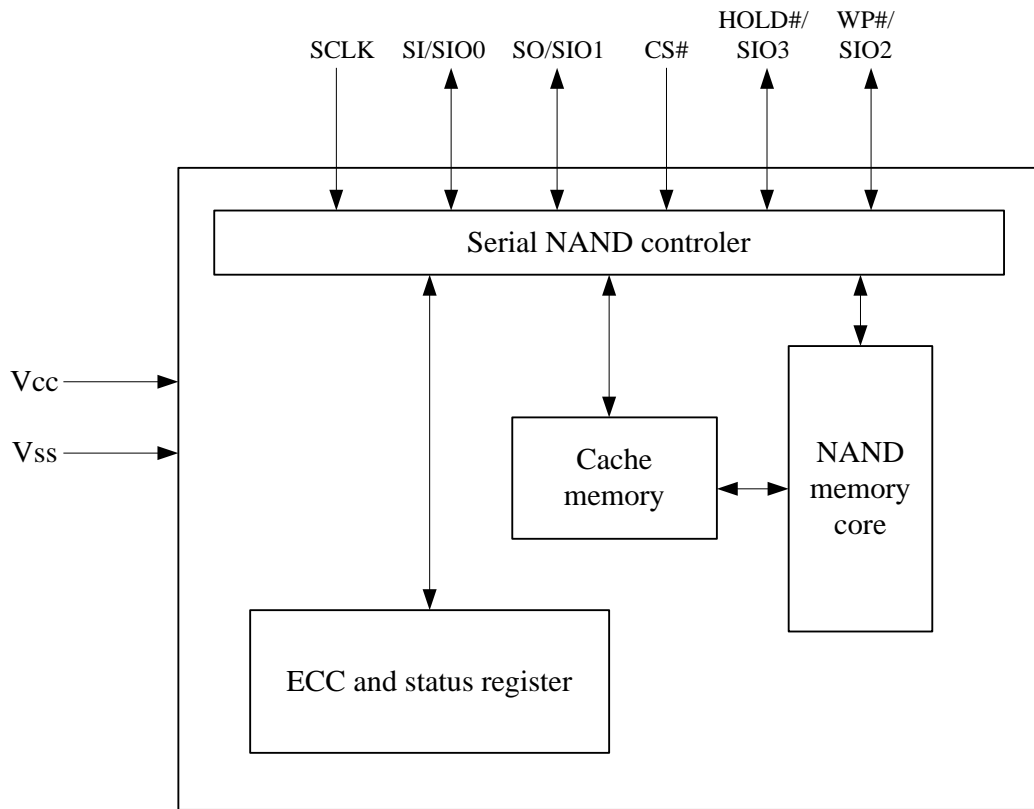 SCLK
SI/SIO0
SO/SIO1
CS#
HOLD#/
SIO3
WP#/
SIO2
Serial NAND controler
Vcc
Vss
Cache
memory
NAND
memory
core
ECC and status register